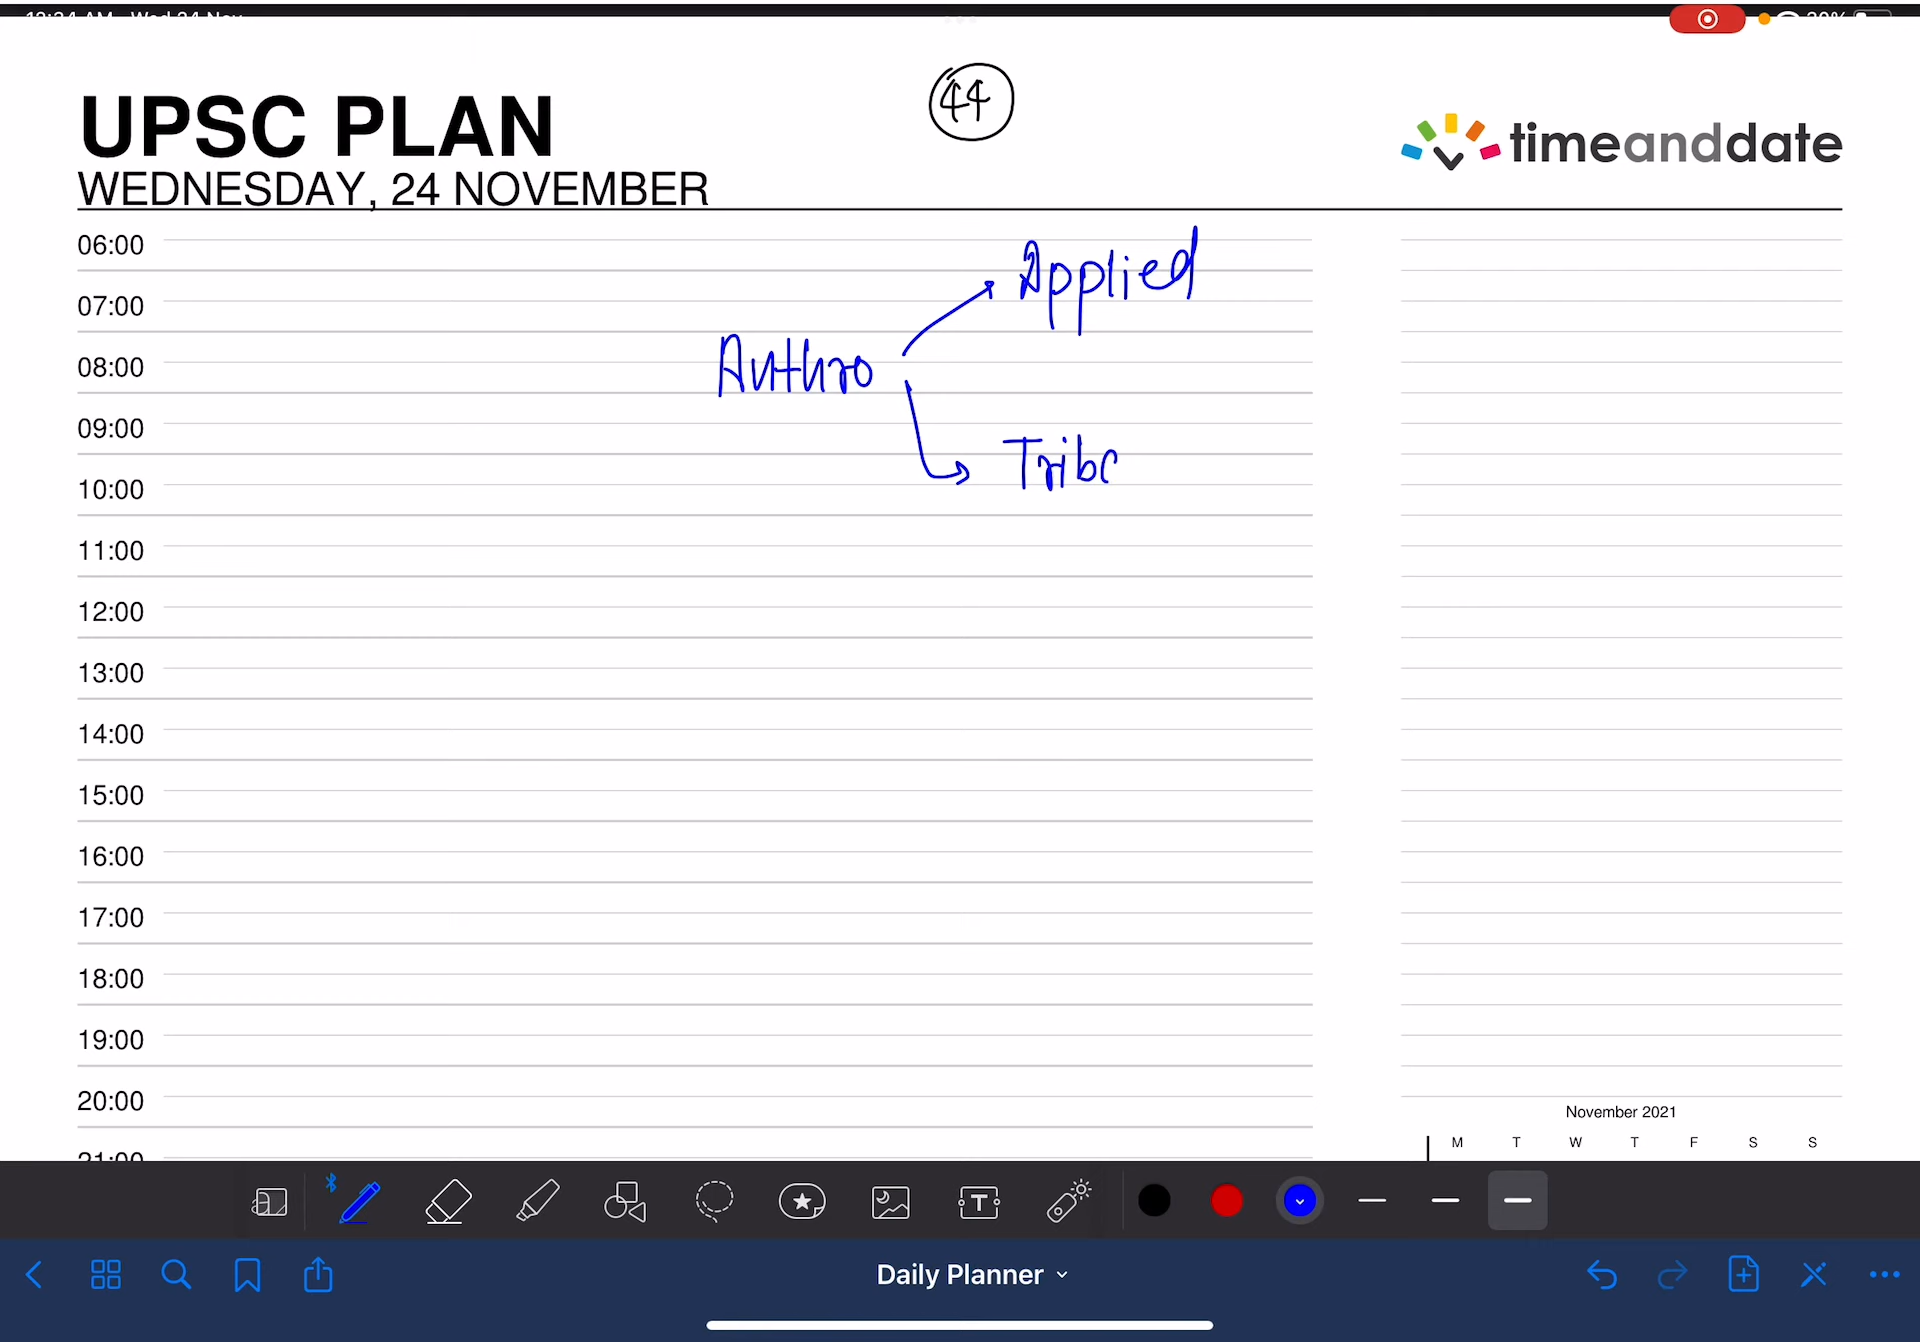 44
UPSC PLAN
timeanddate
WEDNESDAY, 24 NOVEMBER
06:00
Applied
07:00
Anthro
08:00
09:00
Tribe
10:00
11:00
12:00
13:00
14:00
15:00
16:00
17:00
18:00
19:00
20:00
November 2021
M T W T F S S
21:00
Daily Planner